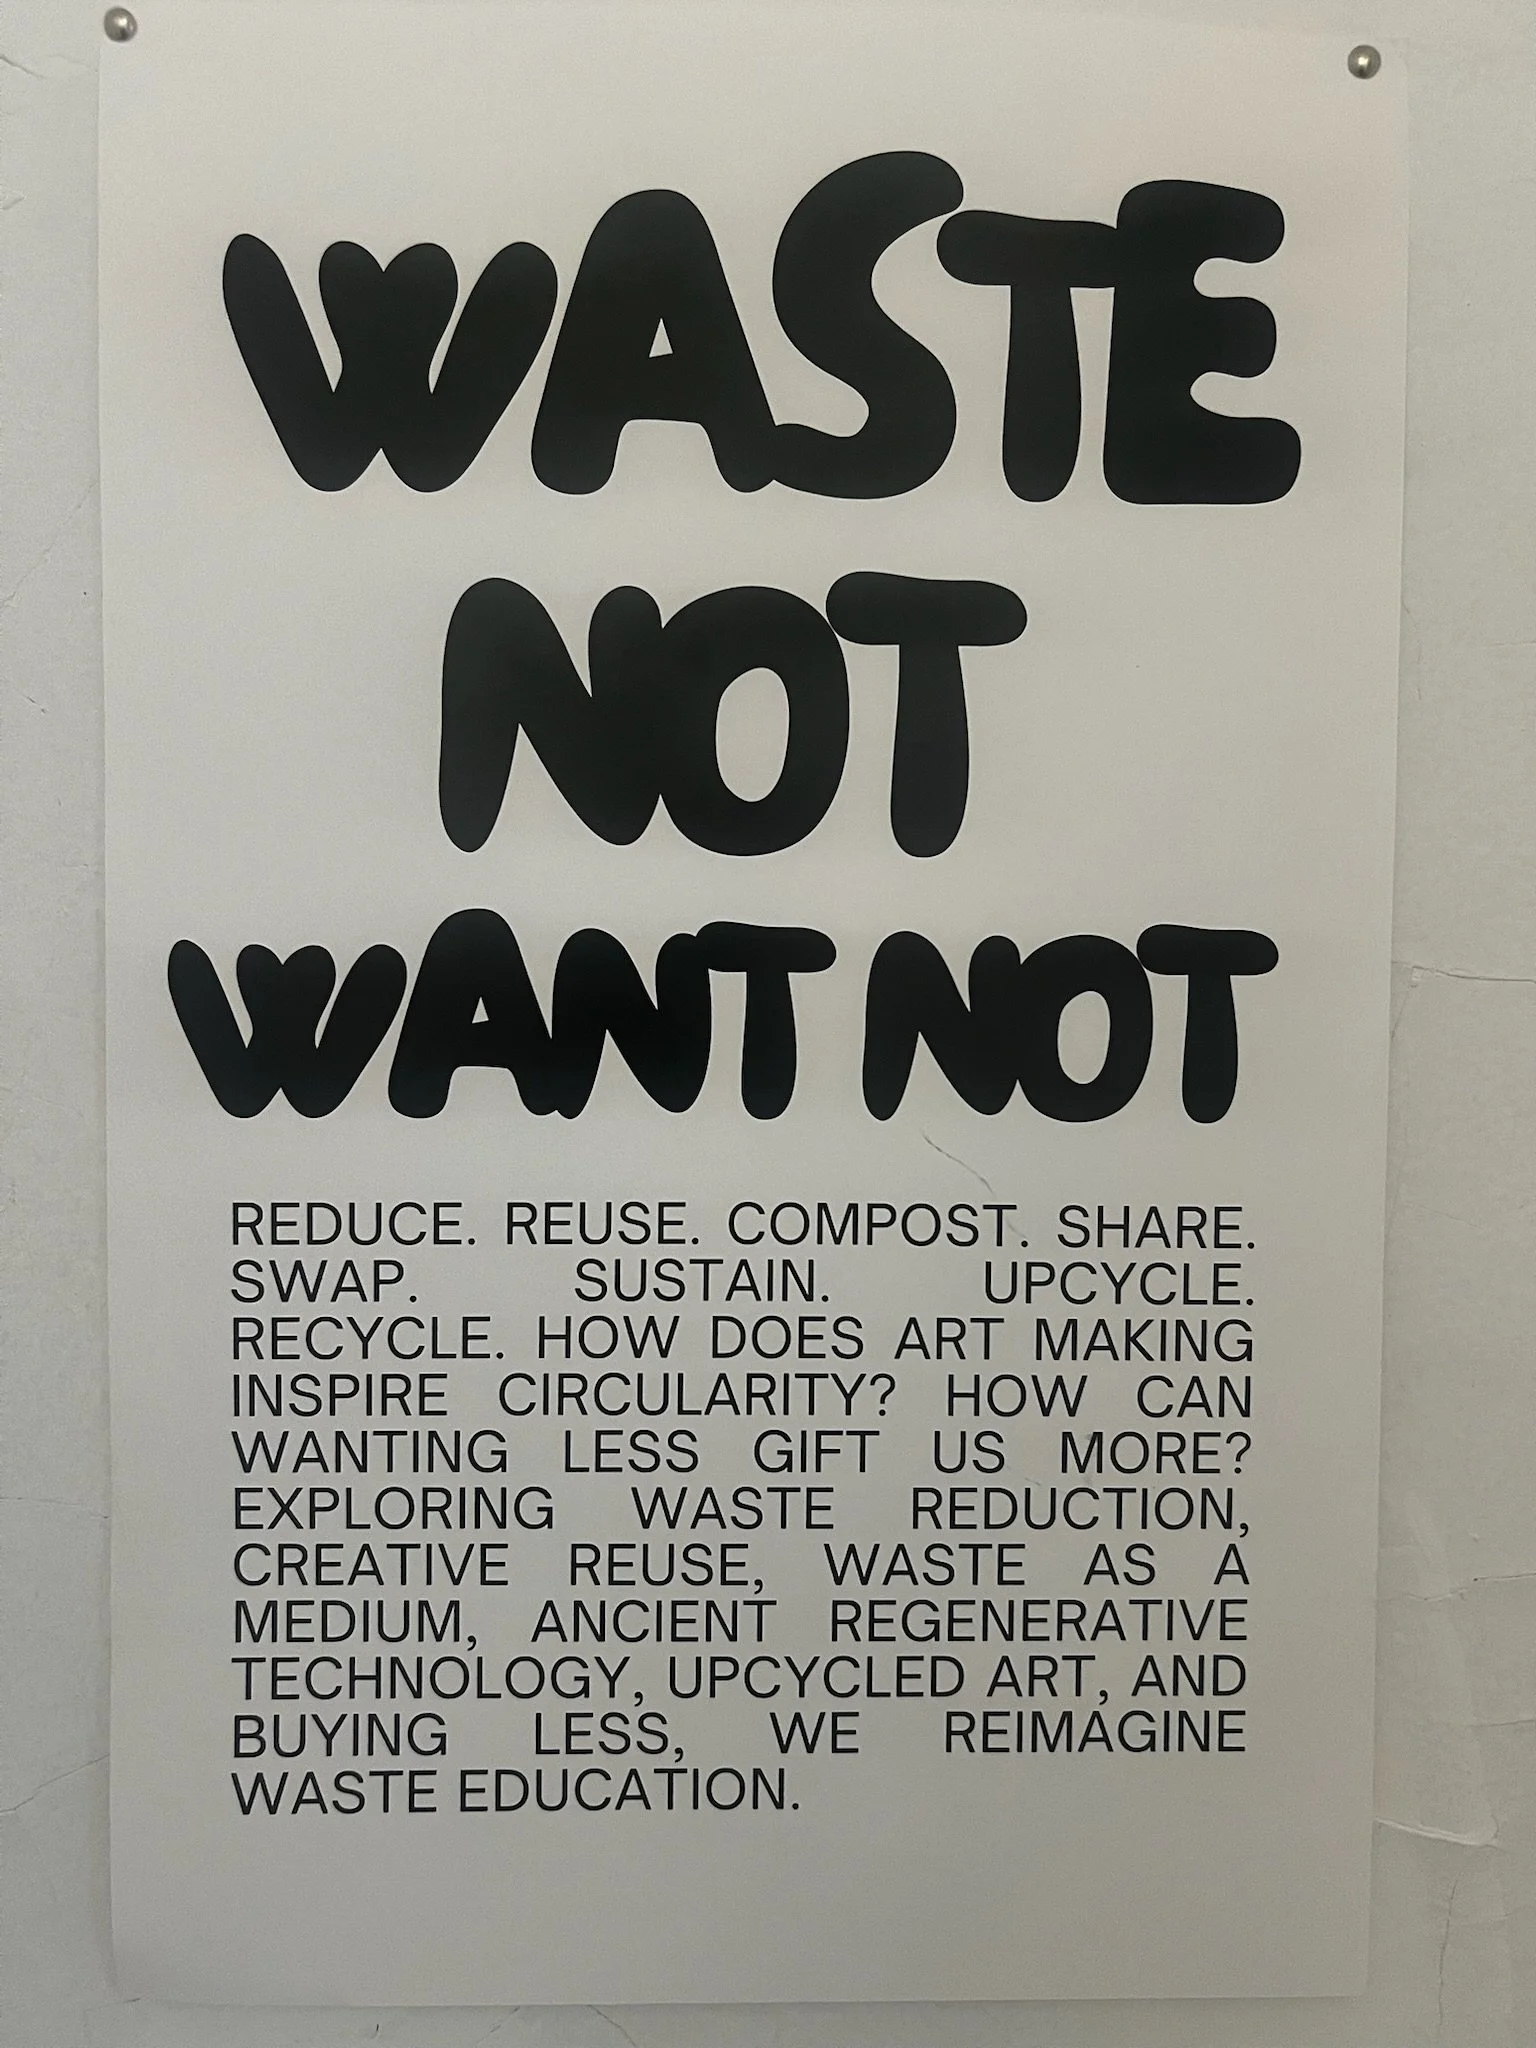 WASTE
NOT
WANT NOT
REDUCE. REUSE. COMPOST. SHARE.
SWAP. SUSTAIN. UPCYCLE.
RECYCLE. HOW DOES ART MAKING
INSPIRE CIRCULARITY? HOW CAN
WANTING LESS GIFT US MORE?
EXPLORING WASTE REDUCTION,
CREATIVE REUSE, WASTE AS A
MEDIUM, ANCIENT REGENERATIVE
TECHNOLOGY, UPCYCLED ART, AND
BUYING LESS, WE REIMAGINE
WASTE EDUCATION.